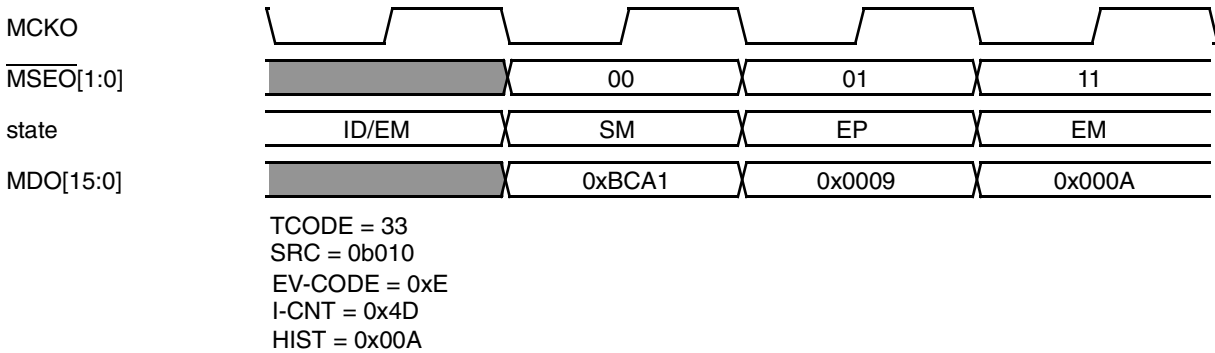 MCKO
MSEO[1:0] 00 01 11
state ID/EM SM EP EM
MDO[15:0] 0xBCA1 0x0009 0x000A
TCODE = 33
SRC = 0b010
EV-CODE = 0xE
I-CNT = 0x4D
HIST = 0x00A